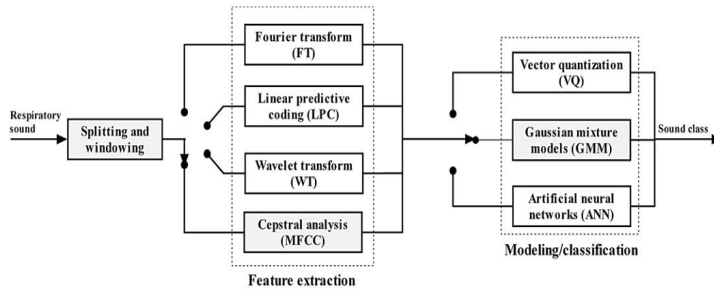 Respiratory
sound
Splitting and
windowing
Fourier transform
(FT)
Linear predictive
coding (LPC)
Wavelet transform
(WT)
Cepstral analysis
(MFCC)
Feature extraction
Vector quantization
(VQ)
Gaussian mixture
models (GMM)
Artificial neural
networks (ANN)
Modeling/classification
Sound class